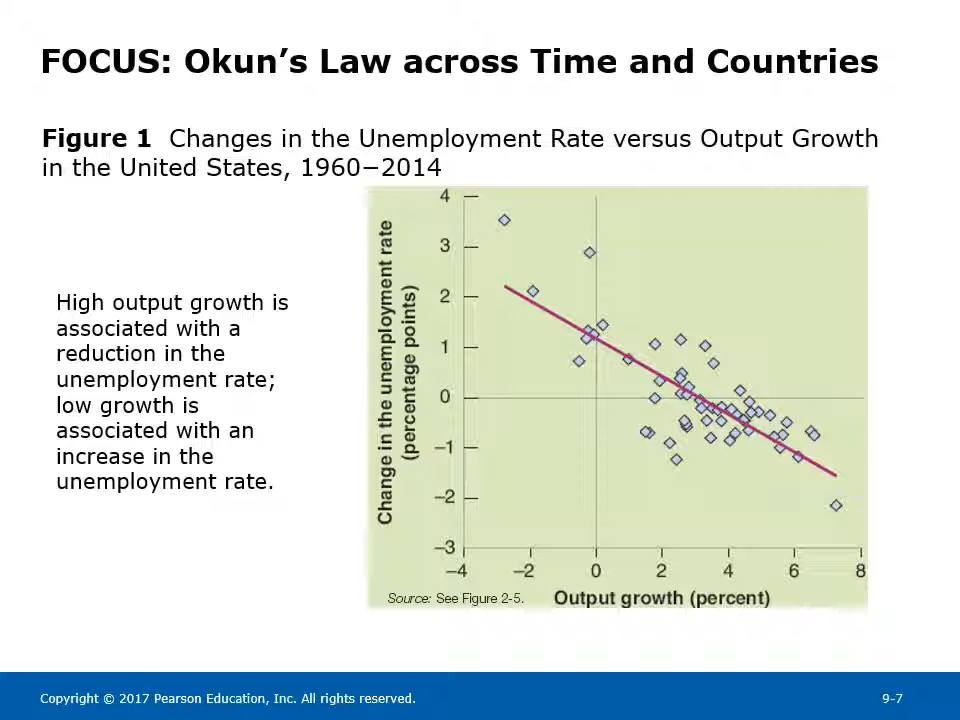 FOCUS: Okun’s Law across Time and Countries
Figure 1 Changes in the Unemployment Rate versus Output Growth
in the United States, 1960−2014
High output growth is
associated with a
reduction in the
unemployment rate;
low growth is
associated with an
increase in the
unemployment rate.
Change in the unemployment rate
(percentage points)
4
3
2
1
0
–1
–2
–3
–4
–2
0
2
4
6
8
Source: See Figure 2-5.
Output growth (percent)
Copyright © 2017 Pearson Education, Inc. All rights reserved.
9-7